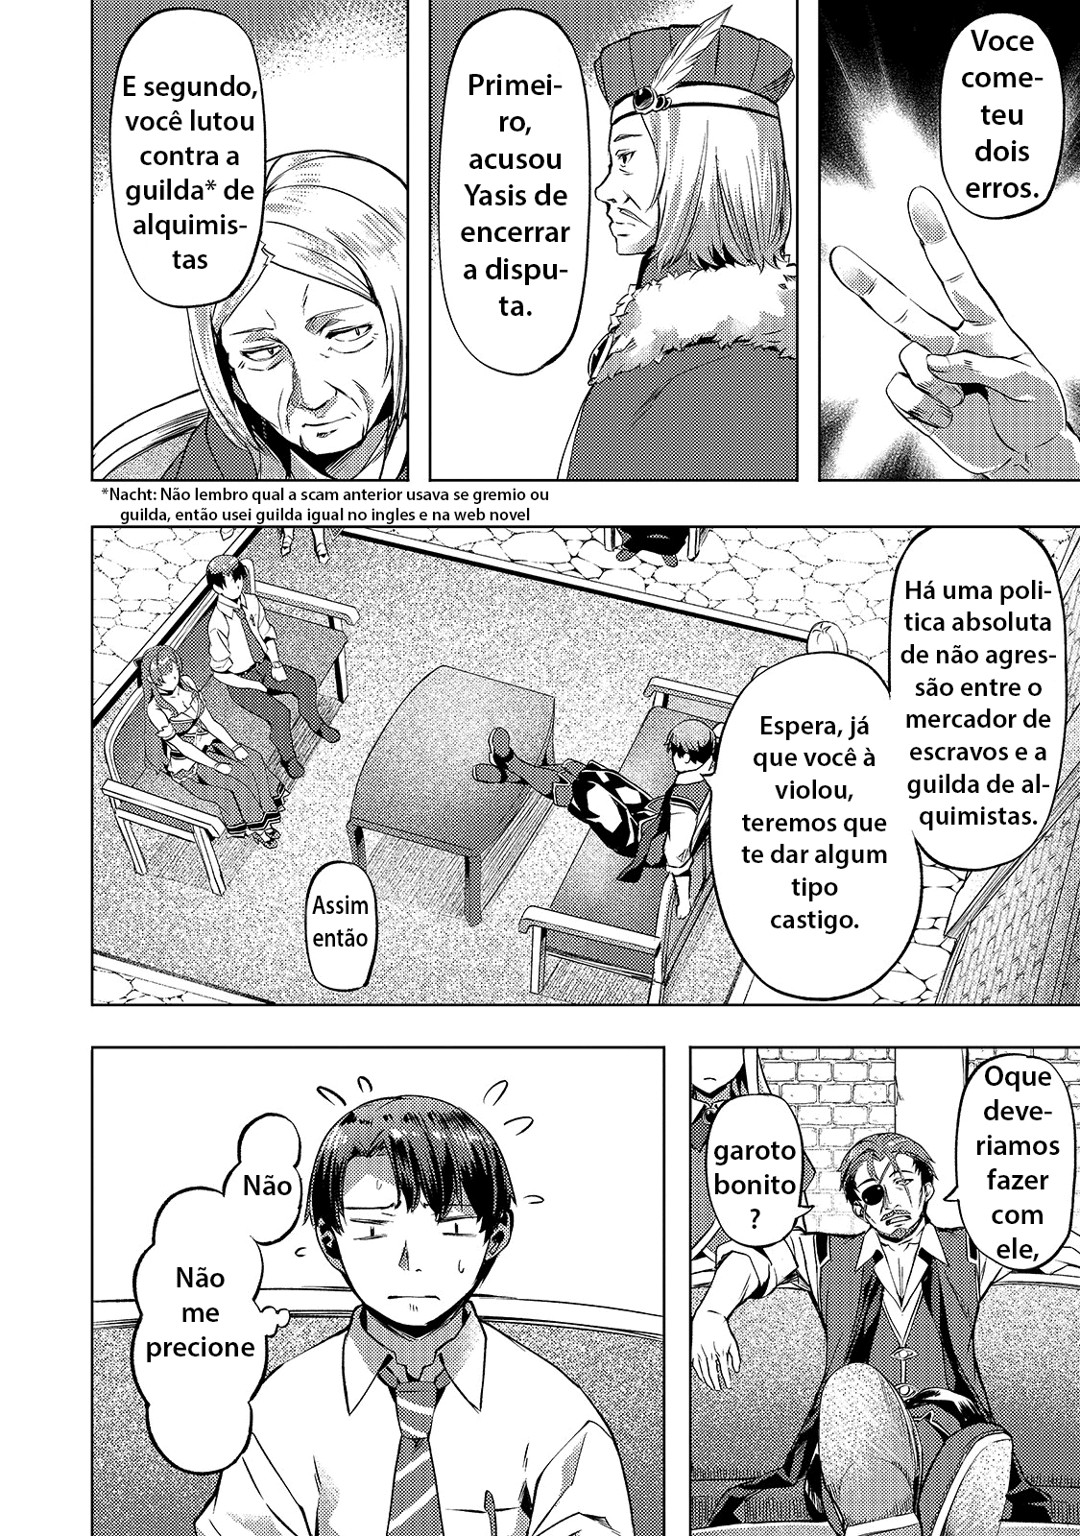 Voce
come-
teu
dois
erros.
Primei-
ro,
acusou
Yasis de
encerrar
a dispu-
ta.
E segundo,
você lutou
contra a
guilda* de
alquimis-
tas
*Nacht: Não lembro qual a scam anterior usava se gremio ou
guilda, então usei guilda igual no ingles e na web novel
Há uma poli-
tica absoluta
de não agres-
são entre o
mercador de
escravos e a
guilda de al-
quimistas.
Espera, já
que você à
violou,
teremos que
te dar algum
tipo
castigo.
Assim
então
Oque
deve-
riamos
fazer
com
ele,
garoto
bonito
?
Não
Não
me
precione